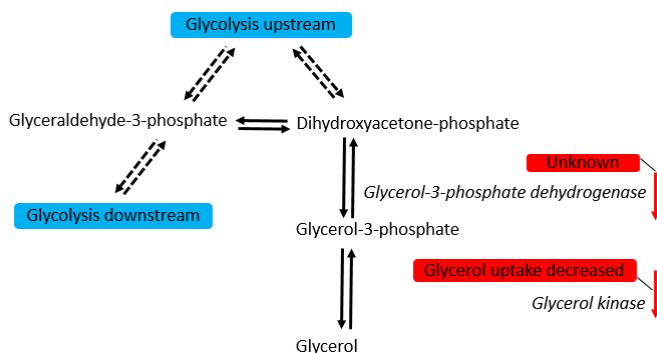 Glycolysis upstream
Glyceraldehyde-3-phosphate
Dihydroxyacetone-phosphate
Unknown
Glycerol-3-phosphate dehydrogenase
Glycolysis downstream
Glycerol-3-phosphate
Glycerol uptake decreased
Glycerol kinase
Glycerol